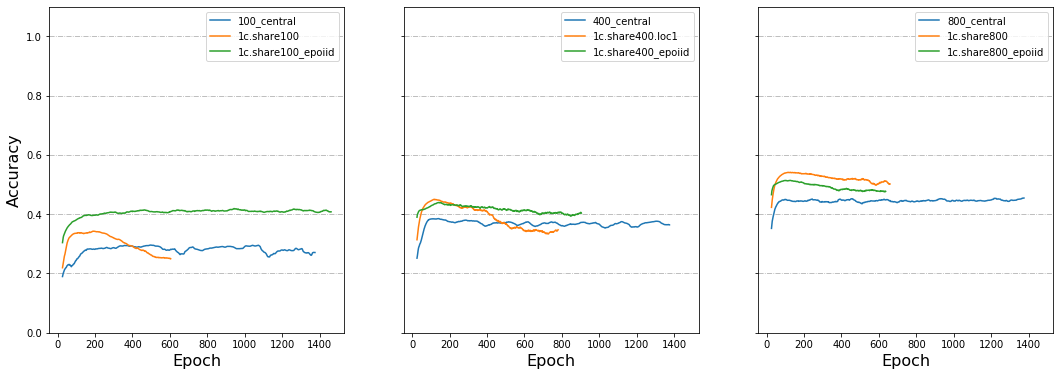 100_central
1c.share100
1c.share100_epoiid
400_central
1c.share400.loc1
1c.share400_epoiid
800_central
1c.share800
1c.share800_epoiid
1.0
0.8
0.6
0.4
0.2
0.0
Accuracy
0 200 400 600 800 1000 1200 1400
0 200 400 600 800 1000 1200 1400
0 200 400 600 800 1000 1200 1400
Epoch
Epoch
Epoch